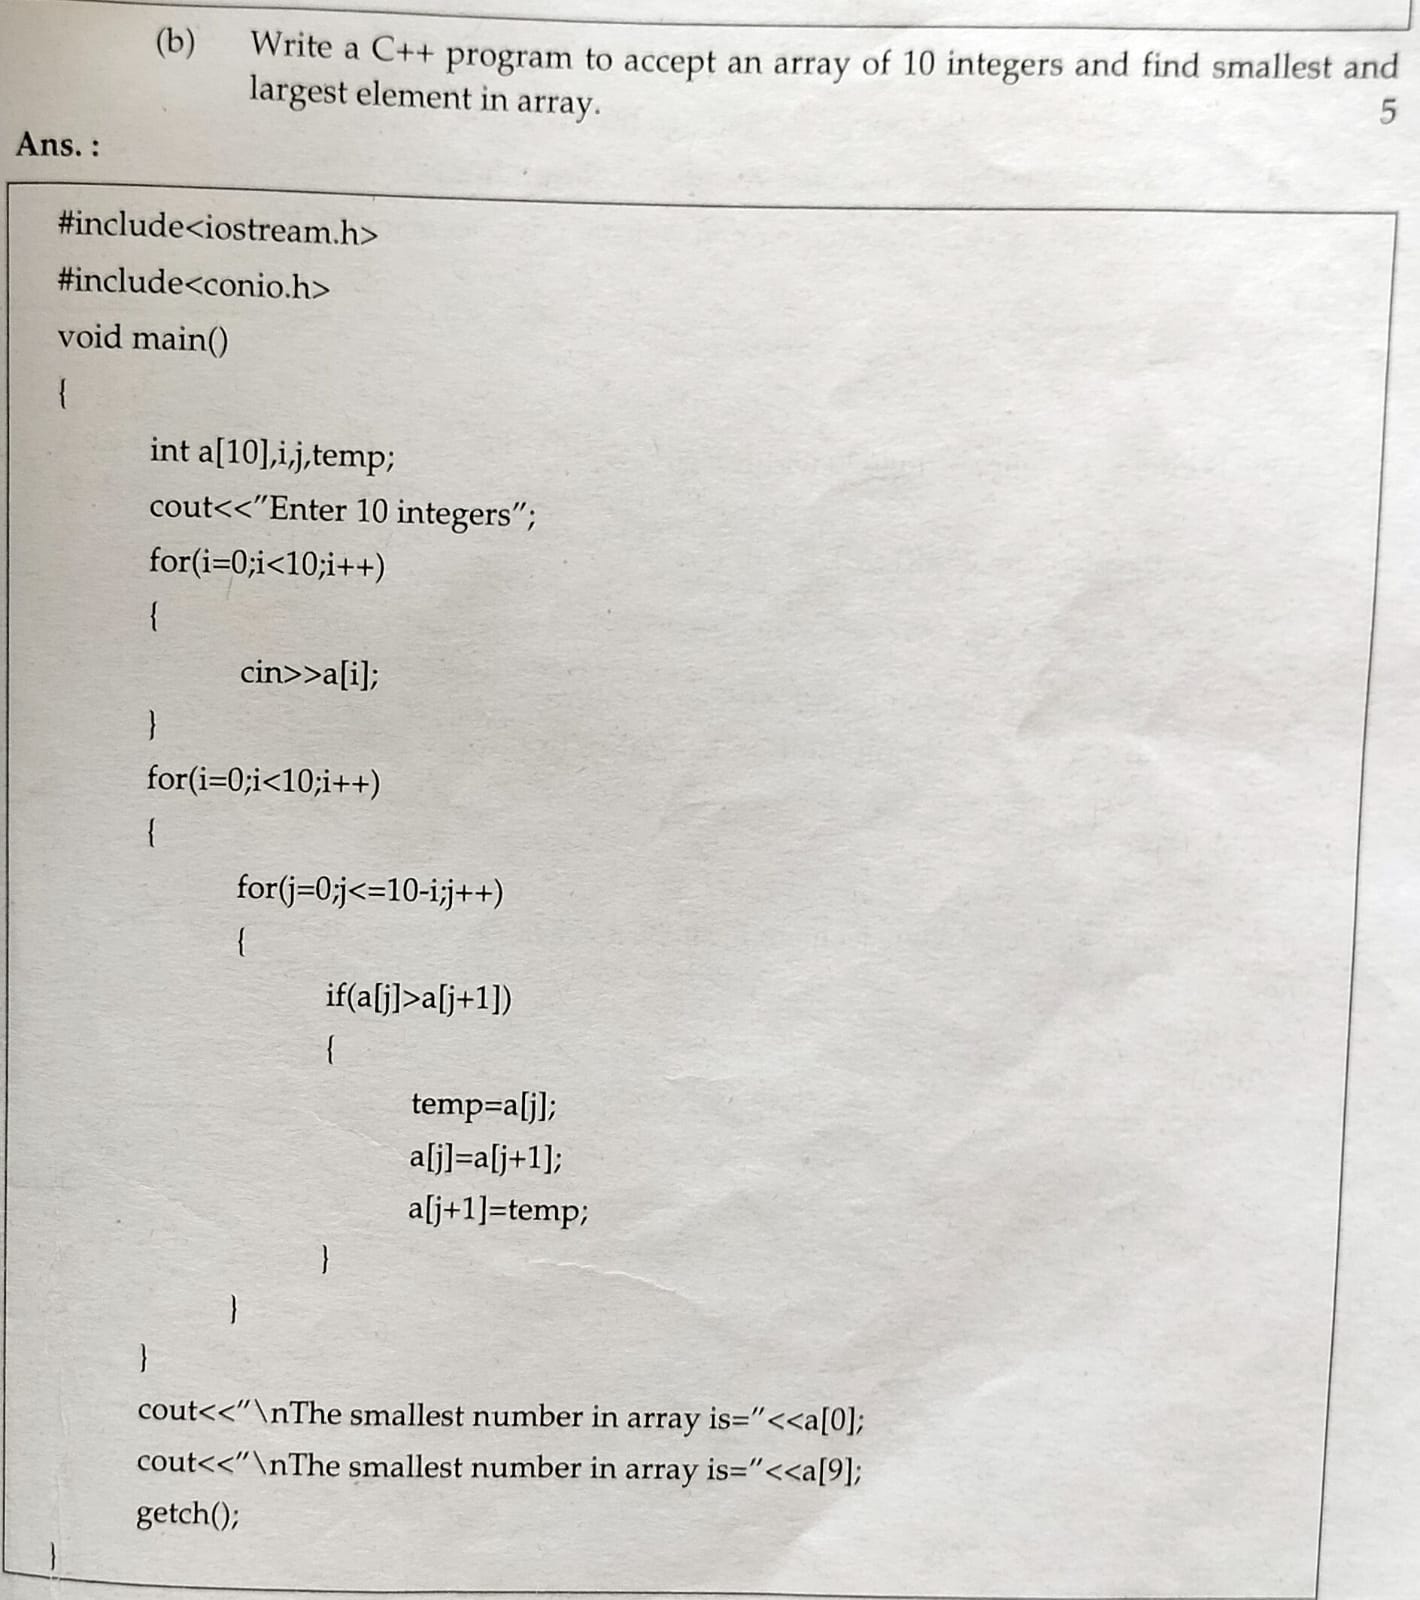 (b) Write a C++ program to accept an array of 10 integers and find smallest and
largest element in array. 5
Ans. :
#include<iostream.h>
#include<conio.h>
void main()
{
int a[10],i,j,temp;
cout<<"Enter 10 integers";
for(i=0;i<10;i++)
{
cin>>a[i];
}
for(i=0;i<10;i++)
{
for(j=0;j<=10-i;j++)
{
if(a[j]>a[j+1])
{
temp=a[j];
a[j]=a[j+1];
a[j+1]=temp;
}
}
}
cout<<"\nThe smallest number in array is="<<a[0];
cout<<"\nThe smallest number in array is="<<a[9];
getch();
}